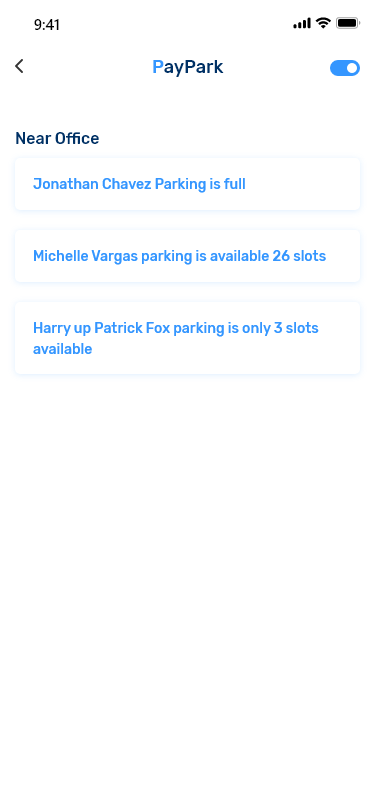 9:41
PayPark
Near Office
Jonathan Chavez Parking is full
Michelle Vargas parking is available 26 slots
Harry up Patrick Fox parking is only 3 slots
available